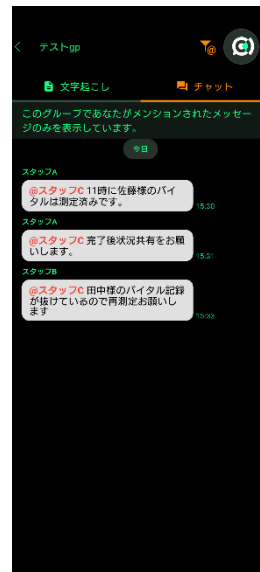 テストgp
@
文字起こし
チャット
このグループであなたがメンションされたメッセー
ジのみを表示しています。
今日
スタッフA
@スタッフC 11時に佐藤様のバイ
タルは測定済みです。
15:30
スタッフA
@スタッフC 完了後状況共有をお願
いします。
15:31
スタッフB
@スタッフC 田中様のバイタル記録
が抜けているので再測定お願いし
ます
15:33